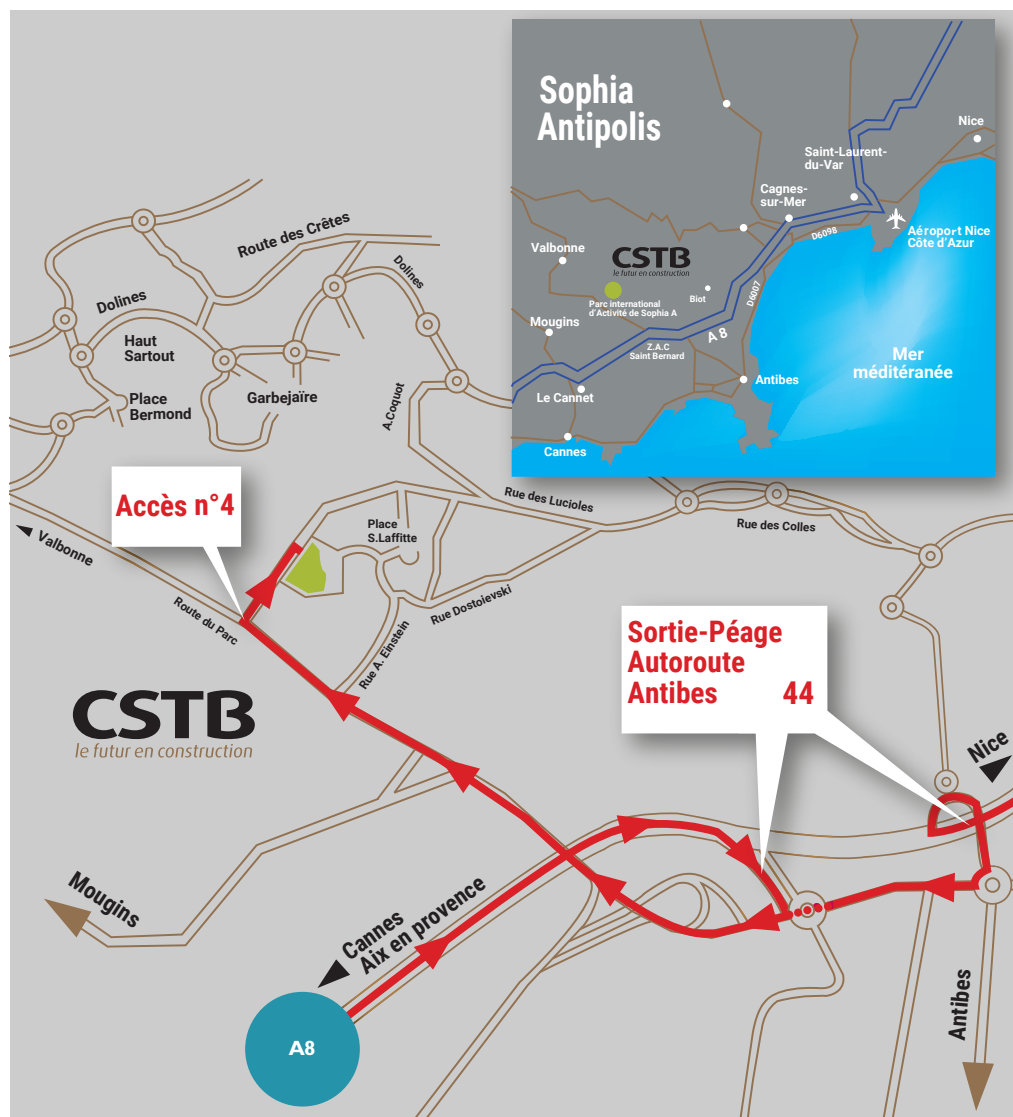 Sophia
Antipolis
Nice
Saint-Laurent-
du-Var
Cagnes-
sur-Mer
D6098
Aéroport Nice
Côte d'Azur
Valbonne
CSTB
le futur en construction
Biot
D6007
Parc international
d'Activité de Sophia A
Mougins
A 8
Z.A.C
Saint Bernard
Mer
méditéranée
Antibes
Le Cannet
Cannes
Route des Crêtes
Dolines
Dolines
Haut
Sartout
Place
Bermond
Garbejaïre
A.Coquot
Accès n°4
Rue des Lucioles
Place
S.Laffitte
Rue des Colles
Valbonne
Route du Parc
Rue Dostoievski
Rue A. Einstein
Sortie-Péage
Autoroute
Antibes 44
CSTB
le futur en construction
Nice
Mougins
Cannes
Aix en provence
Antibes
A8